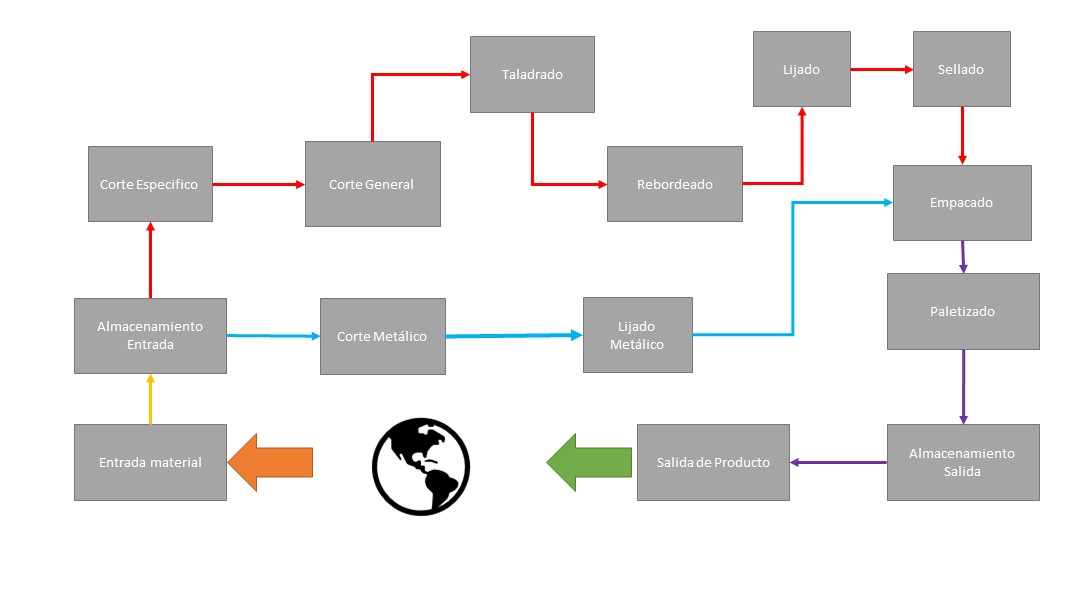 Taladrado
Lijado
Sellado
Corte Especifico
Corte General
Rebordeado
Empacado
Almacenamiento
Entrada
Corte Metálico
Lijado
Metálico
Paletizado
Entrada material
Salida de Producto
Almacenamiento
Salida